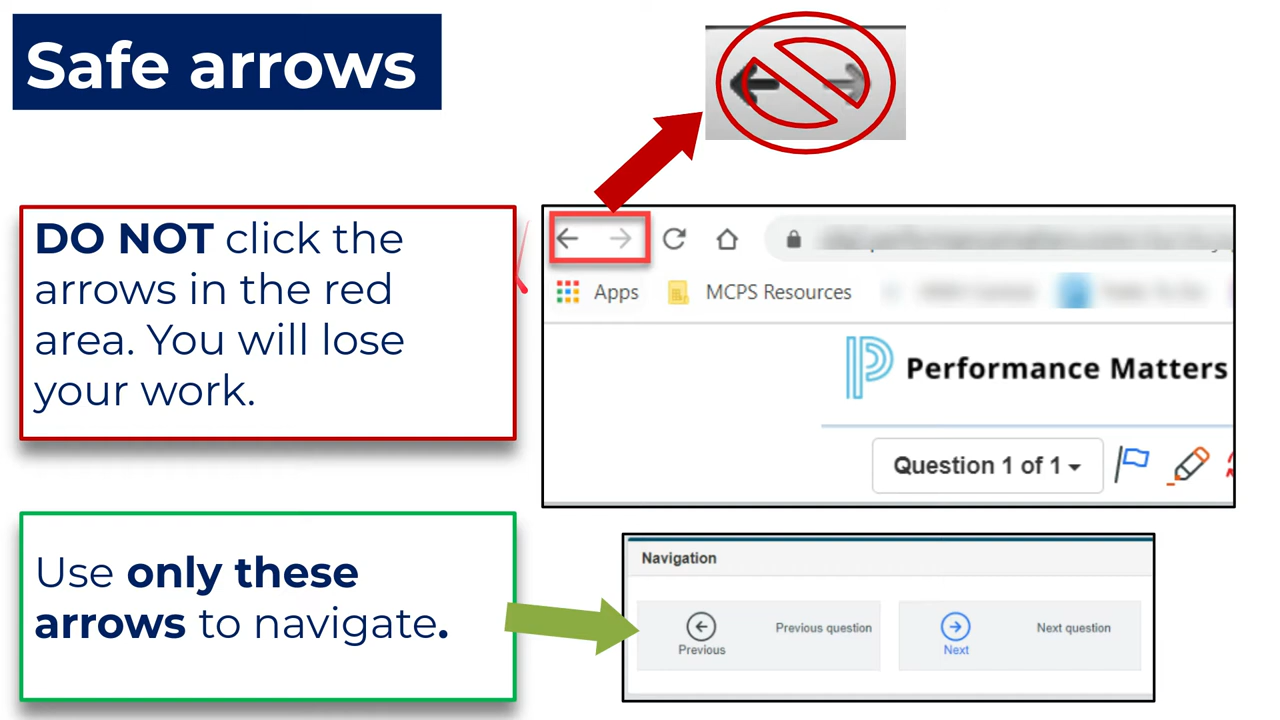 Safe arrows
DO NOT click the
arrows in the red
area. You will lose
your work.
Apps
MCPS Resources
Performance Matters
Question 1 of 1
Use only these
arrows to navigate.
Navigation
Previous
Previous question
Next
Next question